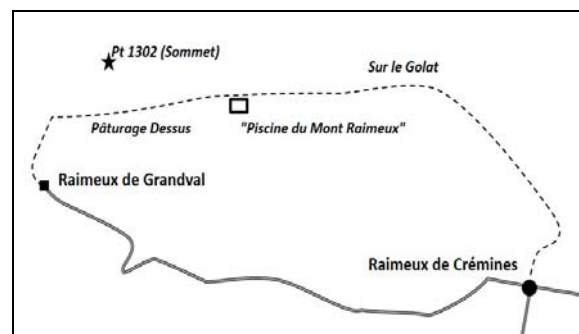 Pt 1302 (Sommet)
Sur le Golat
Pâturage Dessus
"Piscine du Mont Raimeux"
Raimeux de Grandval
Raimeux de Crémines